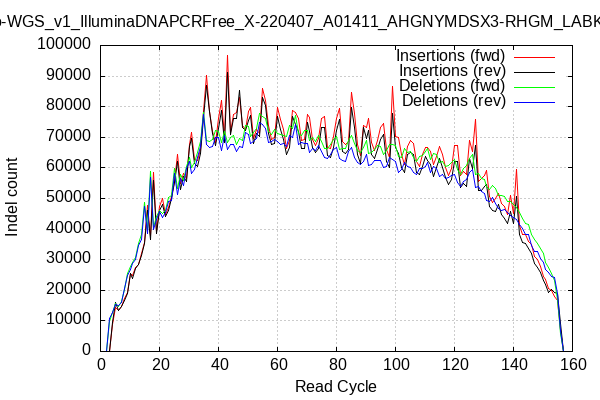 o-WGS_v1_IlluminaDNAPCRFree_X-220407_A01411_AHGNYMDSX3-RHGM_LABK
Insertions (fwd)
Insertions (rev)
Deletions (fwd)
Deletions (rev)
100000
90000
80000
70000
60000
50000
40000
30000
20000
10000
0
Indel count
0 20 40 60 80 100 120 140 160
Read Cycle